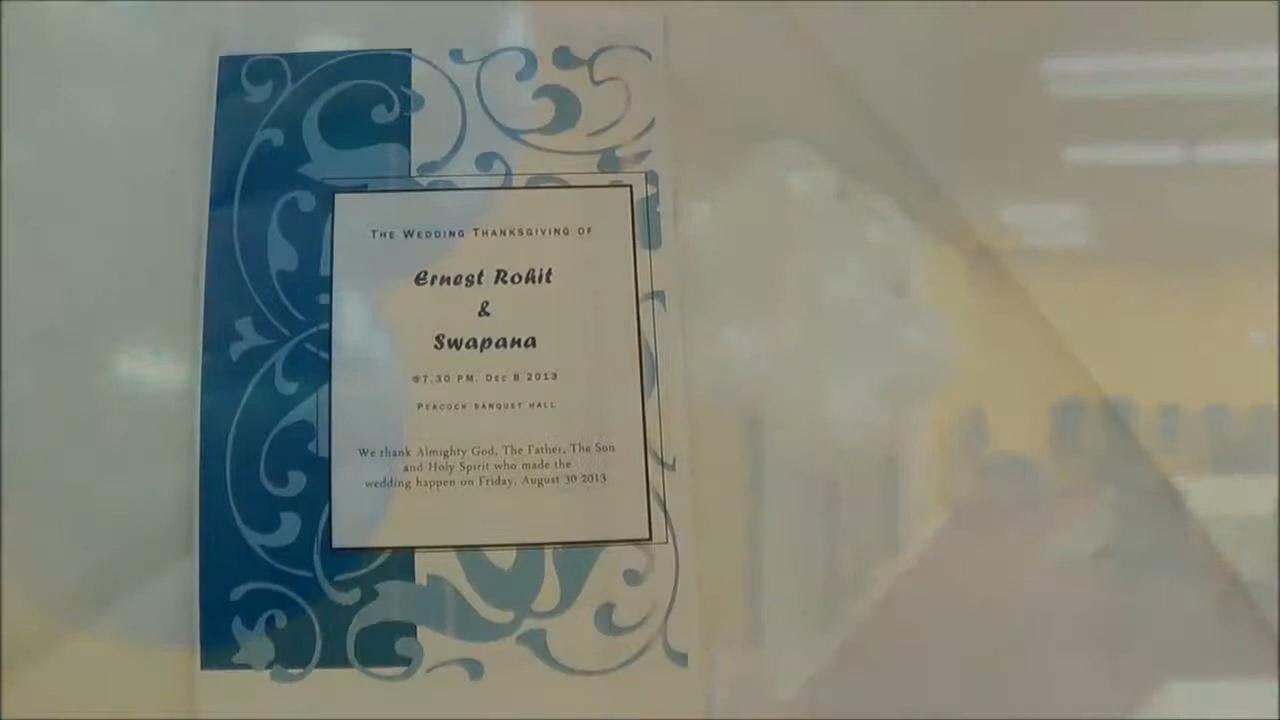 The Wedding Thanksgiving of
Ernest Rohit
&
Swapana
@7.30 PM, Dec 8 2013
Peacock banquet hall
We thank Almighty God, The Father, The Son
and Holy Spirit who made the
wedding happen on Friday, August 30 2013